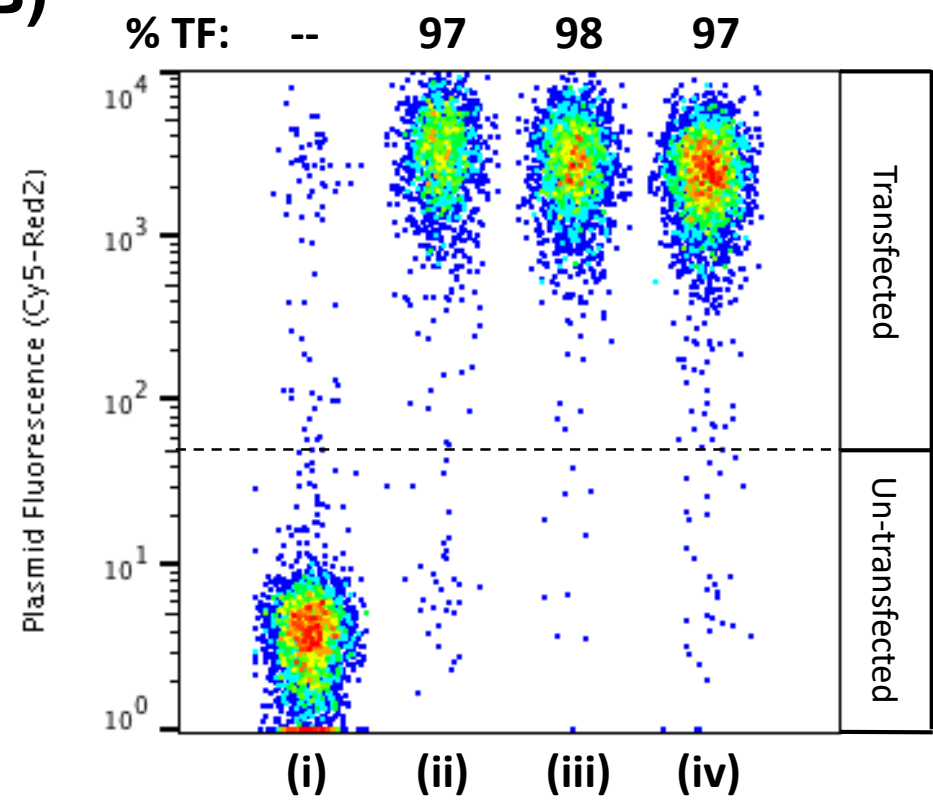 B)
% TF: -- 97 98 97
Plasmid Fluorescence (Cy5-Red2)
10^4
10^3
10^2
10^1
10^0
Transfected
Un-transfected
(i) (ii) (iii) (iv)